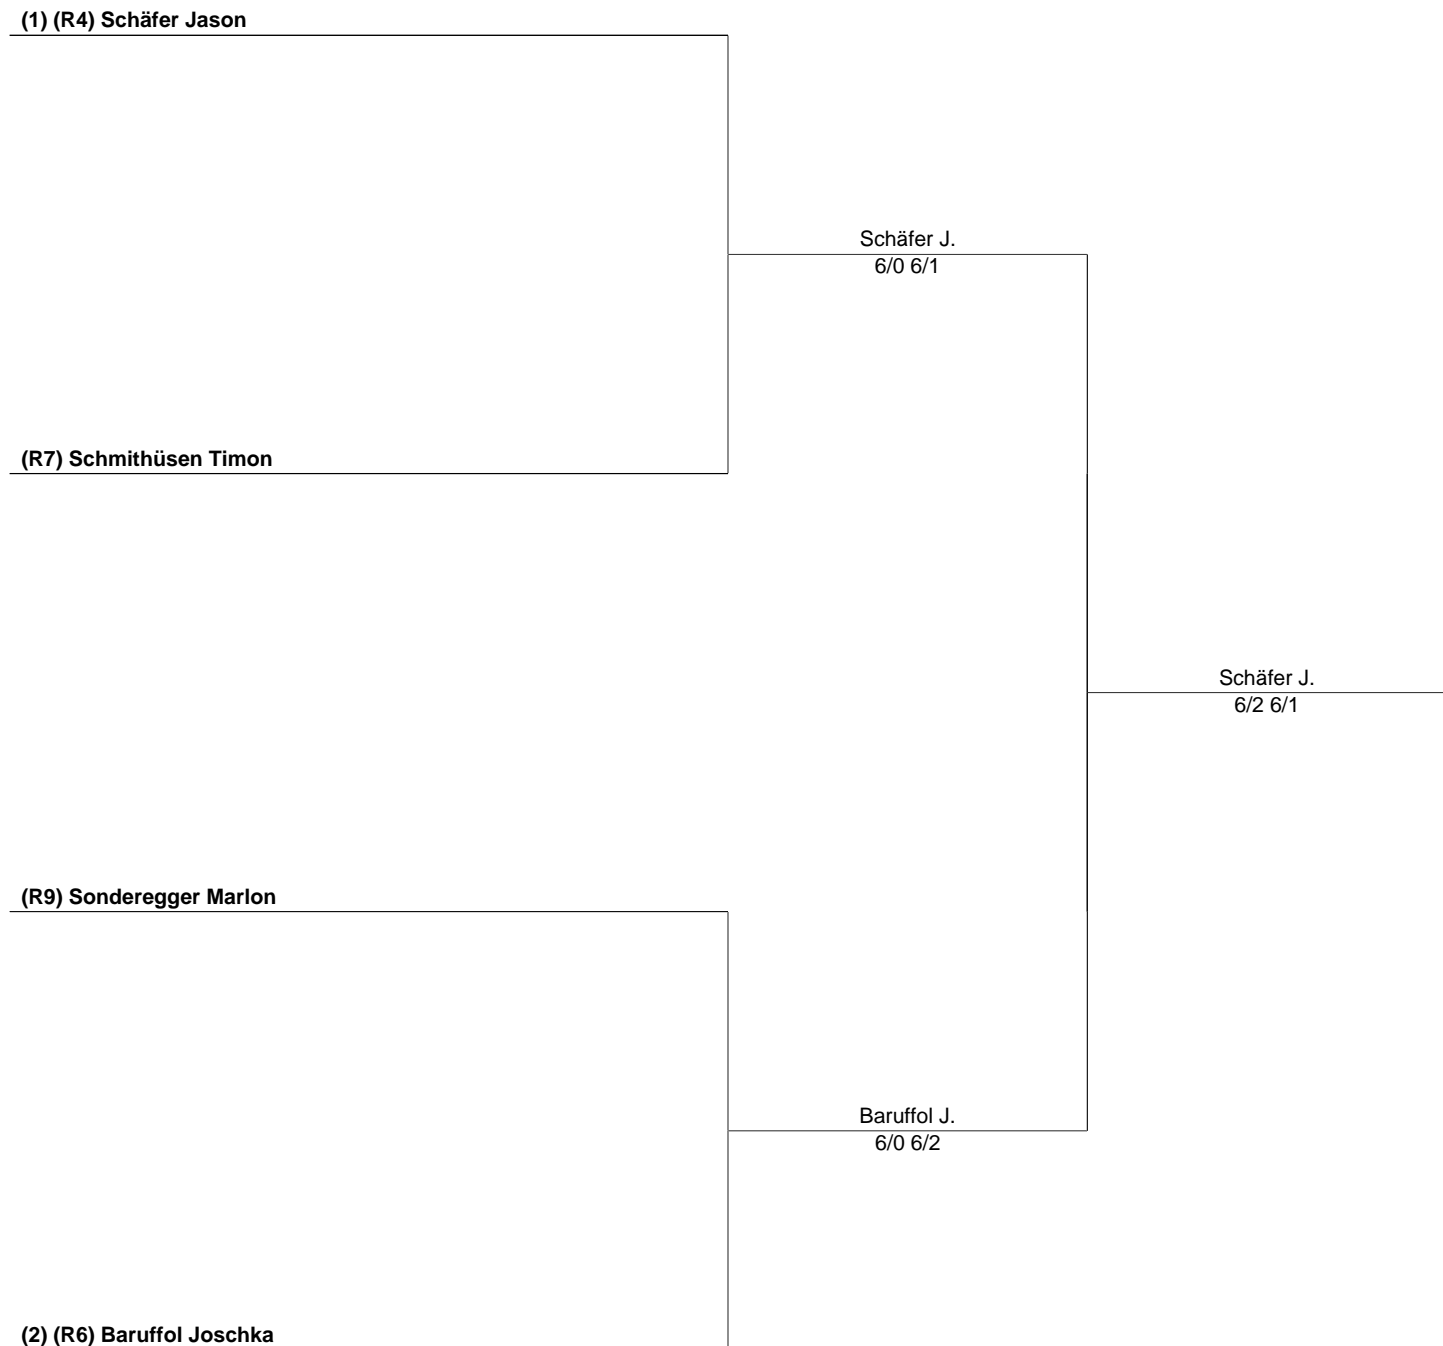 (1) (R4) Schäfer Jason
Schäfer J.
6/0 6/1
(R7) Schmithüsen Timon
Schäfer J.
6/2 6/1
(R9) Sonderegger Marlon
Baruffol J.
6/0 6/2
(2) (R6) Baruffol Joschka